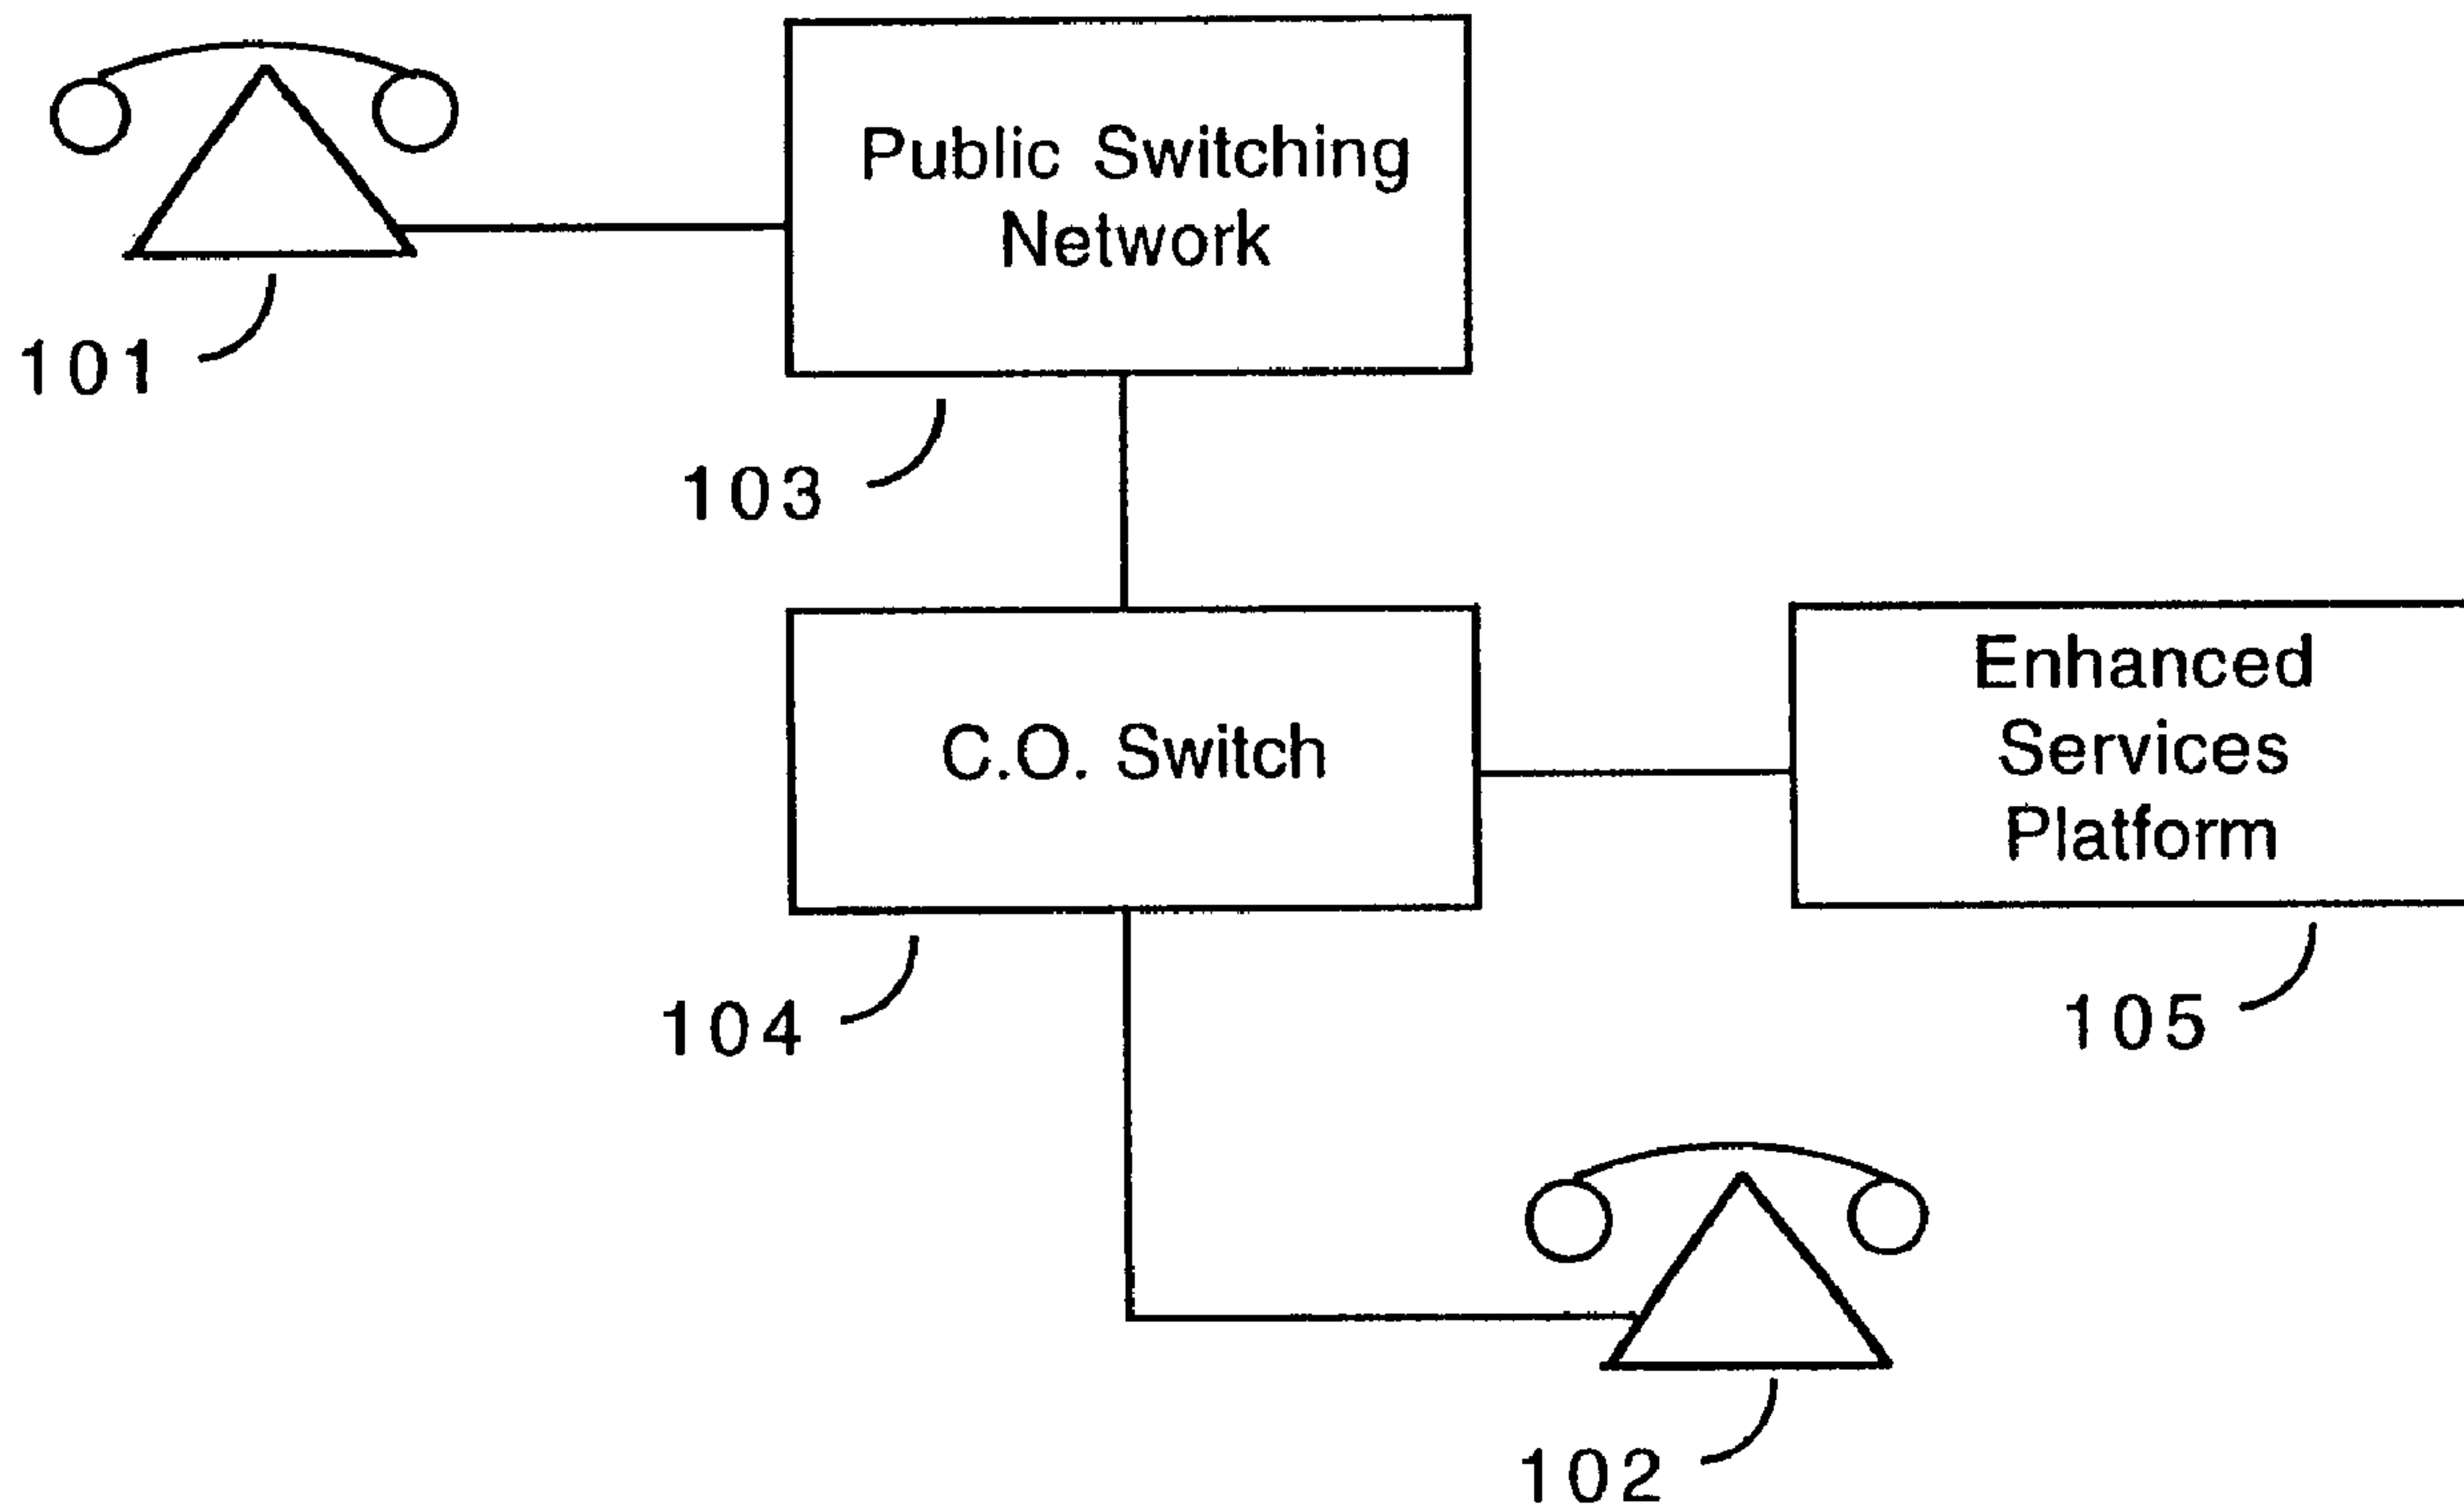 Public Switching
Network
101
103
C.O. Switch
Enhanced
Services
Platform
104
105
102